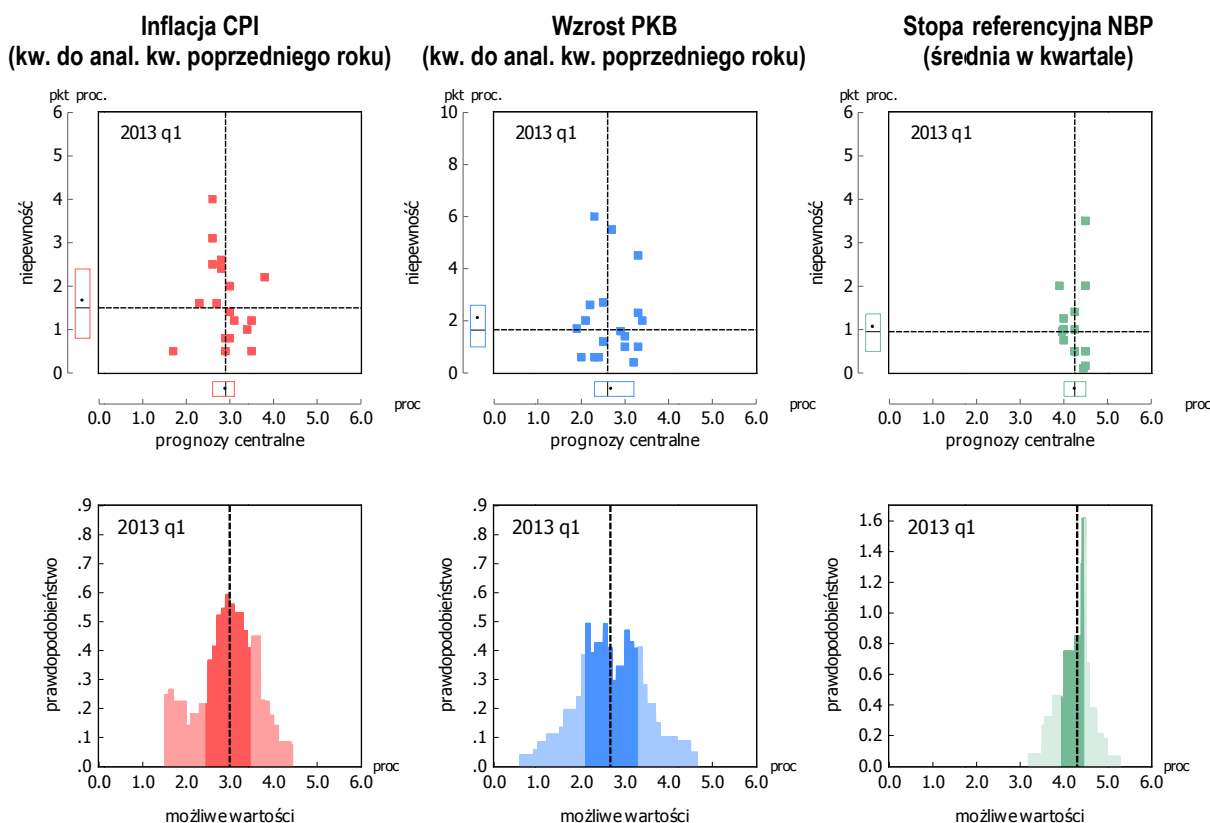 Inflacja CPI
(kw. do anal. kw. poprzedniego roku)
pkt proc.
6
5
4
3
2
1
0
niepewność
2013 q1
0.0 1.0 2.0 3.0 4.0 5.0 6.0
proc
prognozy centralne
Wzrost PKB
(kw. do anal. kw. poprzedniego roku)
pkt proc.
10
8
6
4
2
0
niepewność
2013 q1
0.0 1.0 2.0 3.0 4.0 5.0 6.0
proc
prognozy centralne
Stopa referencyjna NBP
(średnia w kwartale)
pkt proc.
6
5
4
3
2
1
0
niepewność
2013 q1
0.0 1.0 2.0 3.0 4.0 5.0 6.0
proc
prognozy centralne
.9
.8
.7
.6
.5
.4
.3
.2
.1
.0
prawdopodobieństwo
2013 q1
0.0 1.0 2.0 3.0 4.0 5.0 6.0
proc
możliwe wartości
.9
.8
.7
.6
.5
.4
.3
.2
.1
.0
prawdopodobieństwo
2013 q1
0.0 1.0 2.0 3.0 4.0 5.0 6.0
proc
możliwe wartości
1.6
1.4
1.2
1.0
0.8
0.6
0.4
0.2
0.0
prawdopodobieństwo
2013 q1
0.0 1.0 2.0 3.0 4.0 5.0 6.0
proc
możliwe wartości